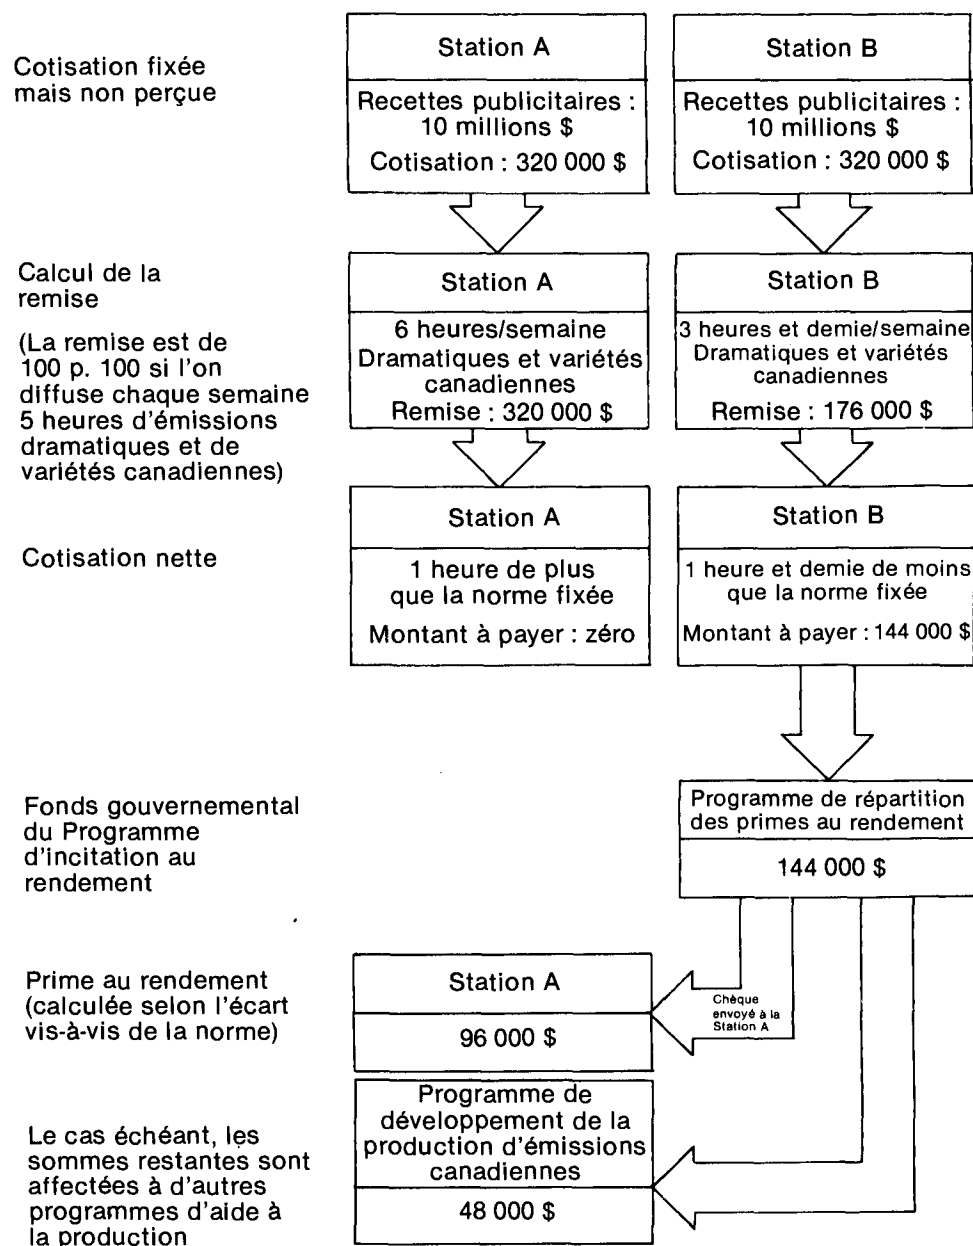 Cotisation fixée
mais non perçue
Station A
Recettes publicitaires :
10 millions $
Cotisation : 320 000 $
Station B
Recettes publicitaires :
10 millions $
Cotisation : 320 000 $
Calcul de la
remise
(La remise est de
100 p. 100 si l'on
diffuse chaque semaine
5 heures d'émissions
dramatiques et de
variétés canadiennes)
Station A
6 heures/semaine
Dramatiques et variétés
canadiennes
Remise : 320 000 $
Station B
3 heures et demie/semaine
Dramatiques et variétés
canadiennes
Remise : 176 000 $
Cotisation nette
Station A
1 heure de plus
que la norme fixée
Montant à payer : zéro
Station B
1 heure et demie de moins
que la norme fixée
Montant à payer : 144 000 $
Fonds gouvernemental
du Programme
d'incitation au
rendement
Programme de répartition
des primes au rendement
144 000 $
Prime au rendement
(calculée selon l'écart
vis-à-vis de la norme)
Station A
96 000 $
Chèque
envoyé à la
Station A
Le cas échéant, les
sommes restantes sont
affectées à d'autres
programmes d'aide à
la production
Programme de
développement de la
production d'émissions
canadiennes
48 000 $